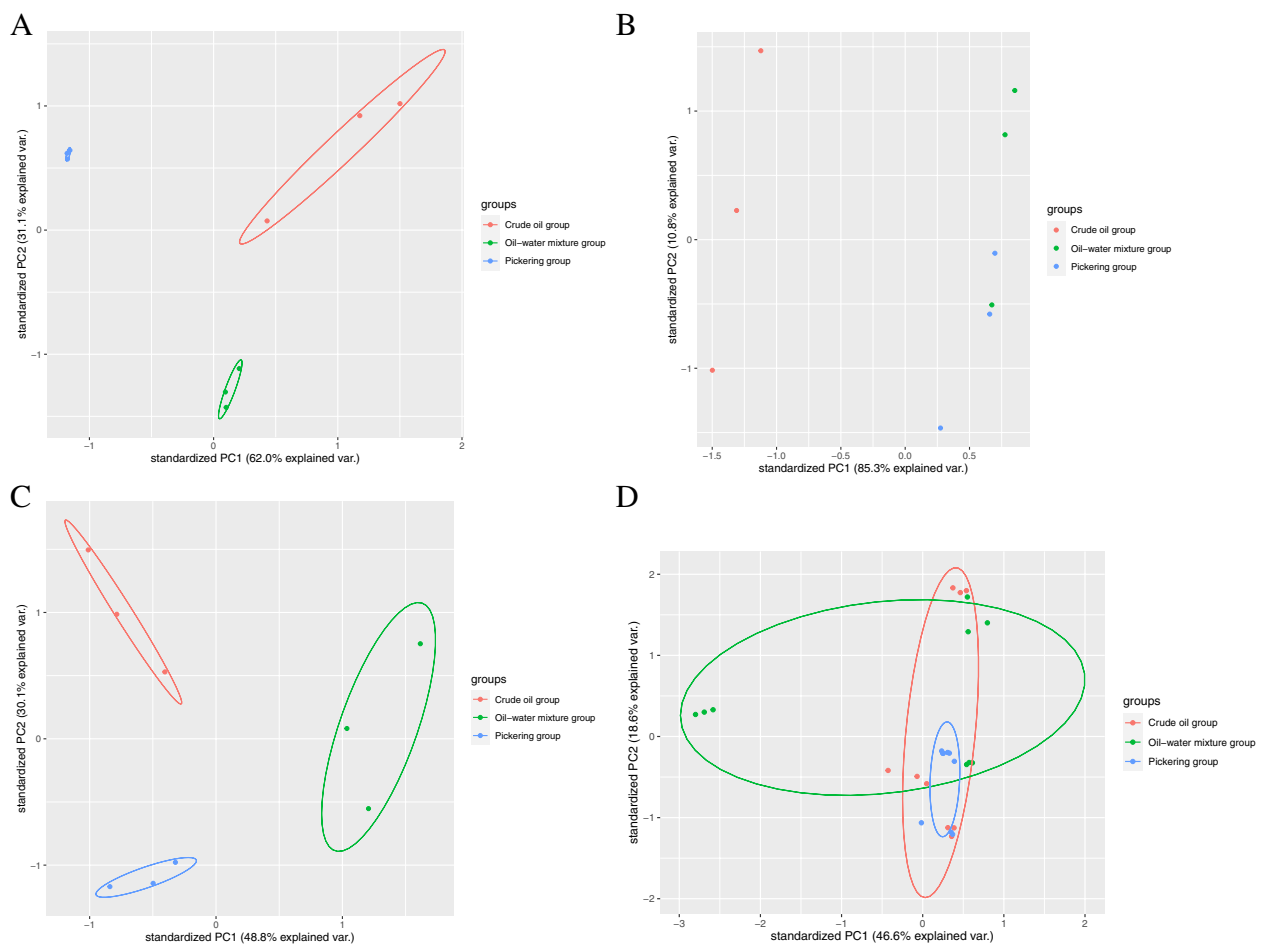 A
1
0
−1
−1
0
1
2
standardized PC2 (31.1% explained var.)
standardized PC1 (62.0% explained var.)
groups
Crude oil group
Oil−water mixture group
Pickering group
B
1
0
−1
−1.5
−1.0
−0.5
0.0
0.5
standardized PC2 (10.8% explained var.)
standardized PC1 (85.3% explained var.)
groups
Crude oil group
Oil−water mixture group
Pickering group
C
1
0
−1
−1
0
1
standardized PC2 (30.1% explained var.)
standardized PC1 (48.8% explained var.)
groups
Crude oil group
Oil−water mixture group
Pickering group
D
2
1
0
−1
−2
−3
−2
−1
0
1
2
standardized PC2 (18.6% explained var.)
standardized PC1 (46.6% explained var.)
groups
Crude oil group
Oil−water mixture group
Pickering group